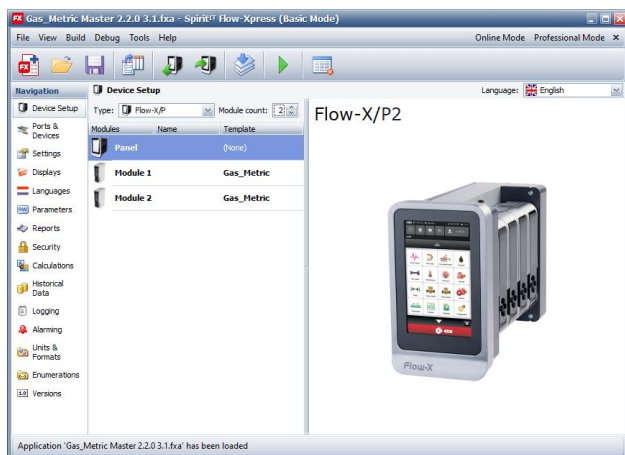 FX Gas_Metric Master 2.2.0 3.1.fxa - Spirit IT Flow-Xpress (Basic Mode)
File View Build Debug Tools Help Online Mode Professional Mode
Navigation
Device Setup
Ports & Devices
Settings
Displays
Languages
Parameters
Reports
Security
Calculations
Historical Data
Logging
Alarming
Units & Formats
Enumerations
Versions
Device Setup
Type: Flow-X/P Module count: 2
Modules Name Template
Panel (None)
Module 1 Gas_Metric
Module 2 Gas_Metric
Language: English
Flow-X/P2
Flow-X
Application 'Gas_Metric Master 2.2.0 3.1.fxa' has been loaded